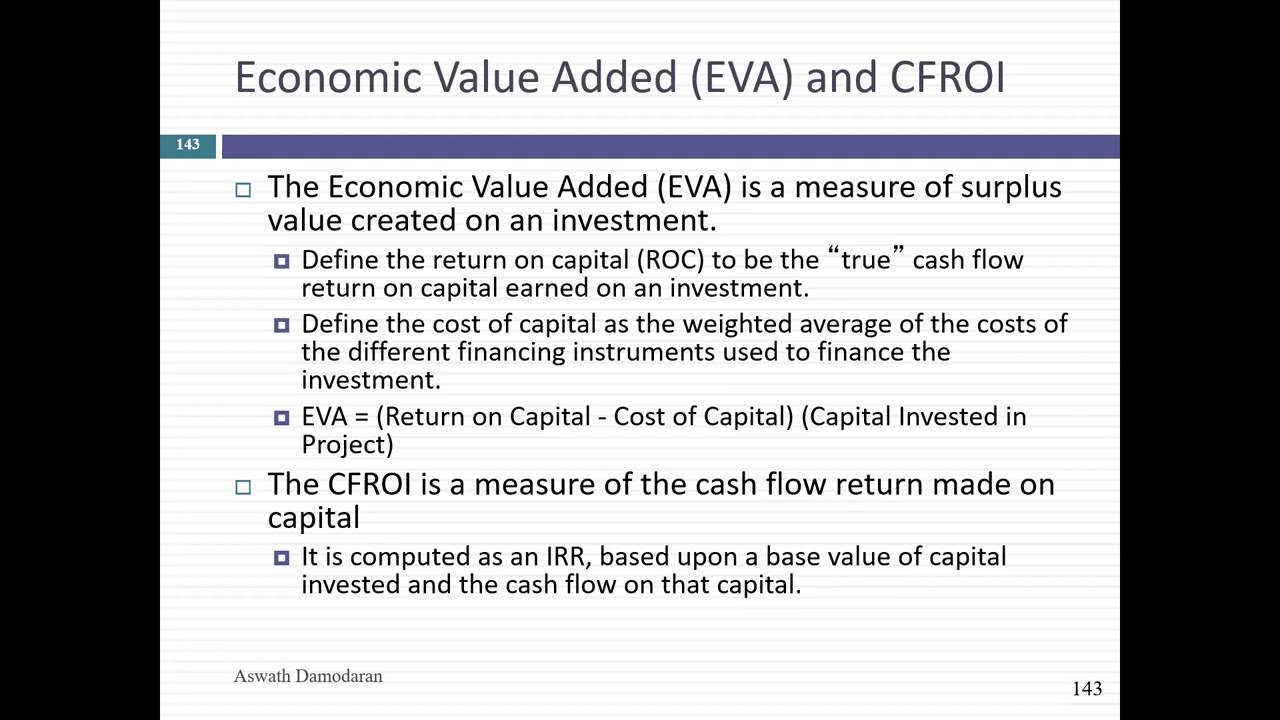 Economic Value Added (EVA) and CFROI
143
The Economic Value Added (EVA) is a measure of surplus
value created on an investment.
Define the return on capital (ROC) to be the “true” cash flow
return on capital earned on an investment.
Define the cost of capital as the weighted average of the costs of
the different financing instruments used to finance the
investment.
EVA = (Return on Capital - Cost of Capital) (Capital Invested in
Project)
The CFROI is a measure of the cash flow return made on
capital
It is computed as an IRR, based upon a base value of capital
invested and the cash flow on that capital.
Aswath Damodaran
143